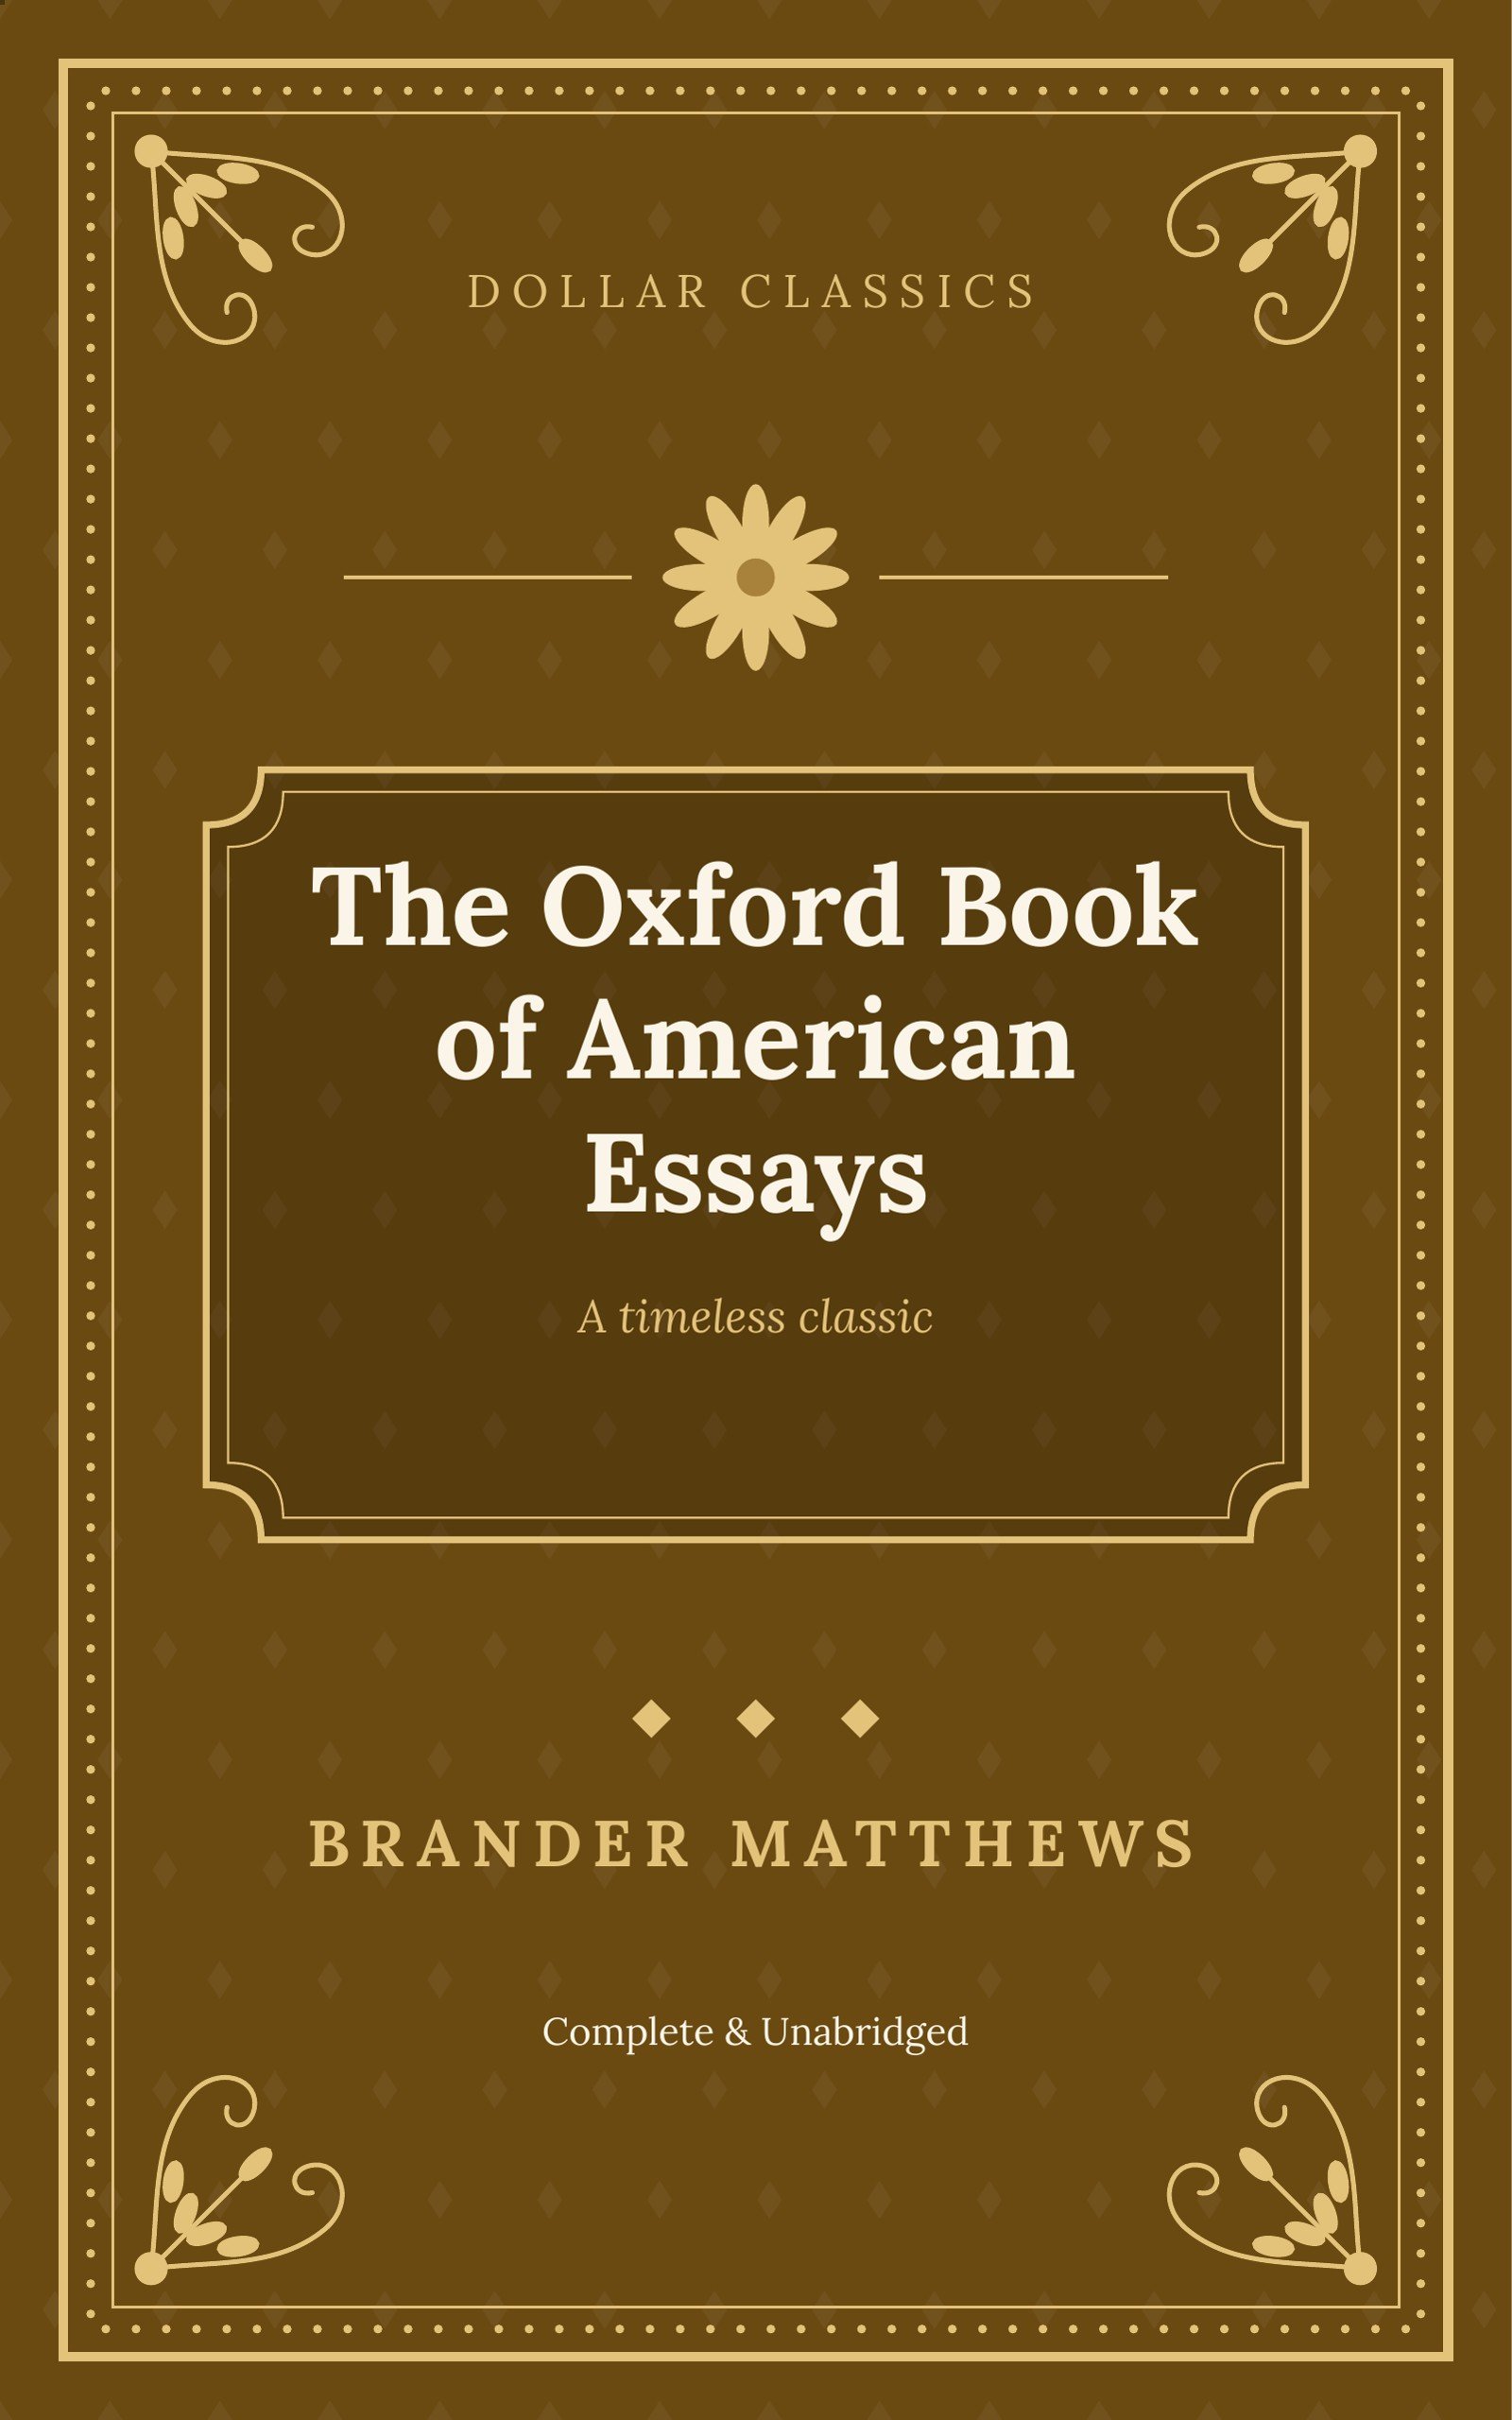 DOLLAR CLASSICS
The Oxford Book
of American
Essays
A timeless classic
BRANDER MATTHEWS
Complete & Unabridged